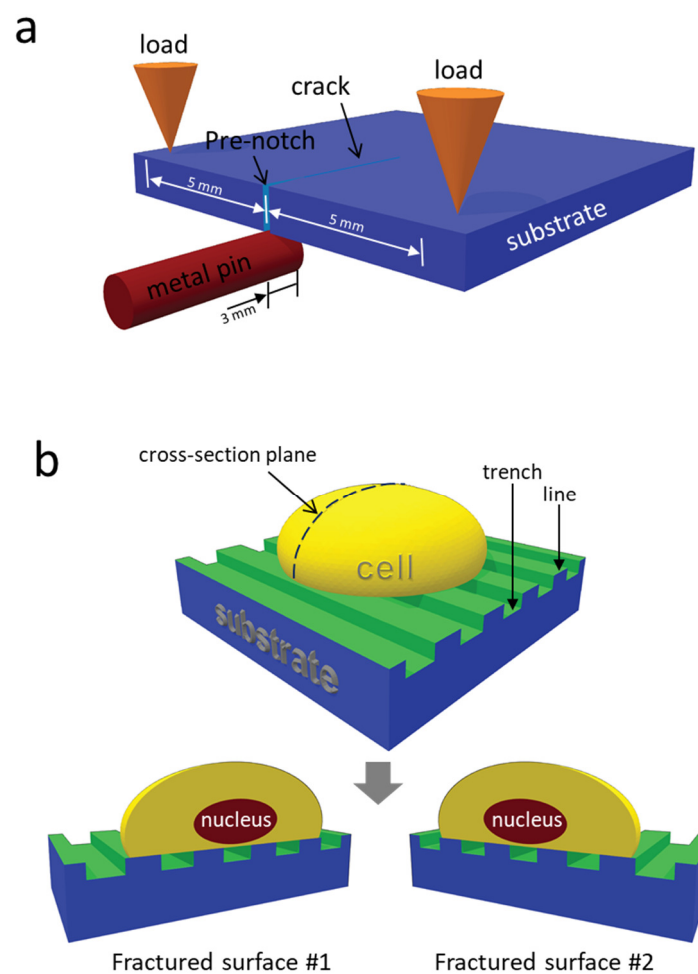 a
load
load
crack
Pre-notch
5 mm
5 mm
substrate
metal pin
3 mm
b
cross-section plane
trench
line
cell
substrate
nucleus
nucleus
Fractured surface #1
Fractured surface #2